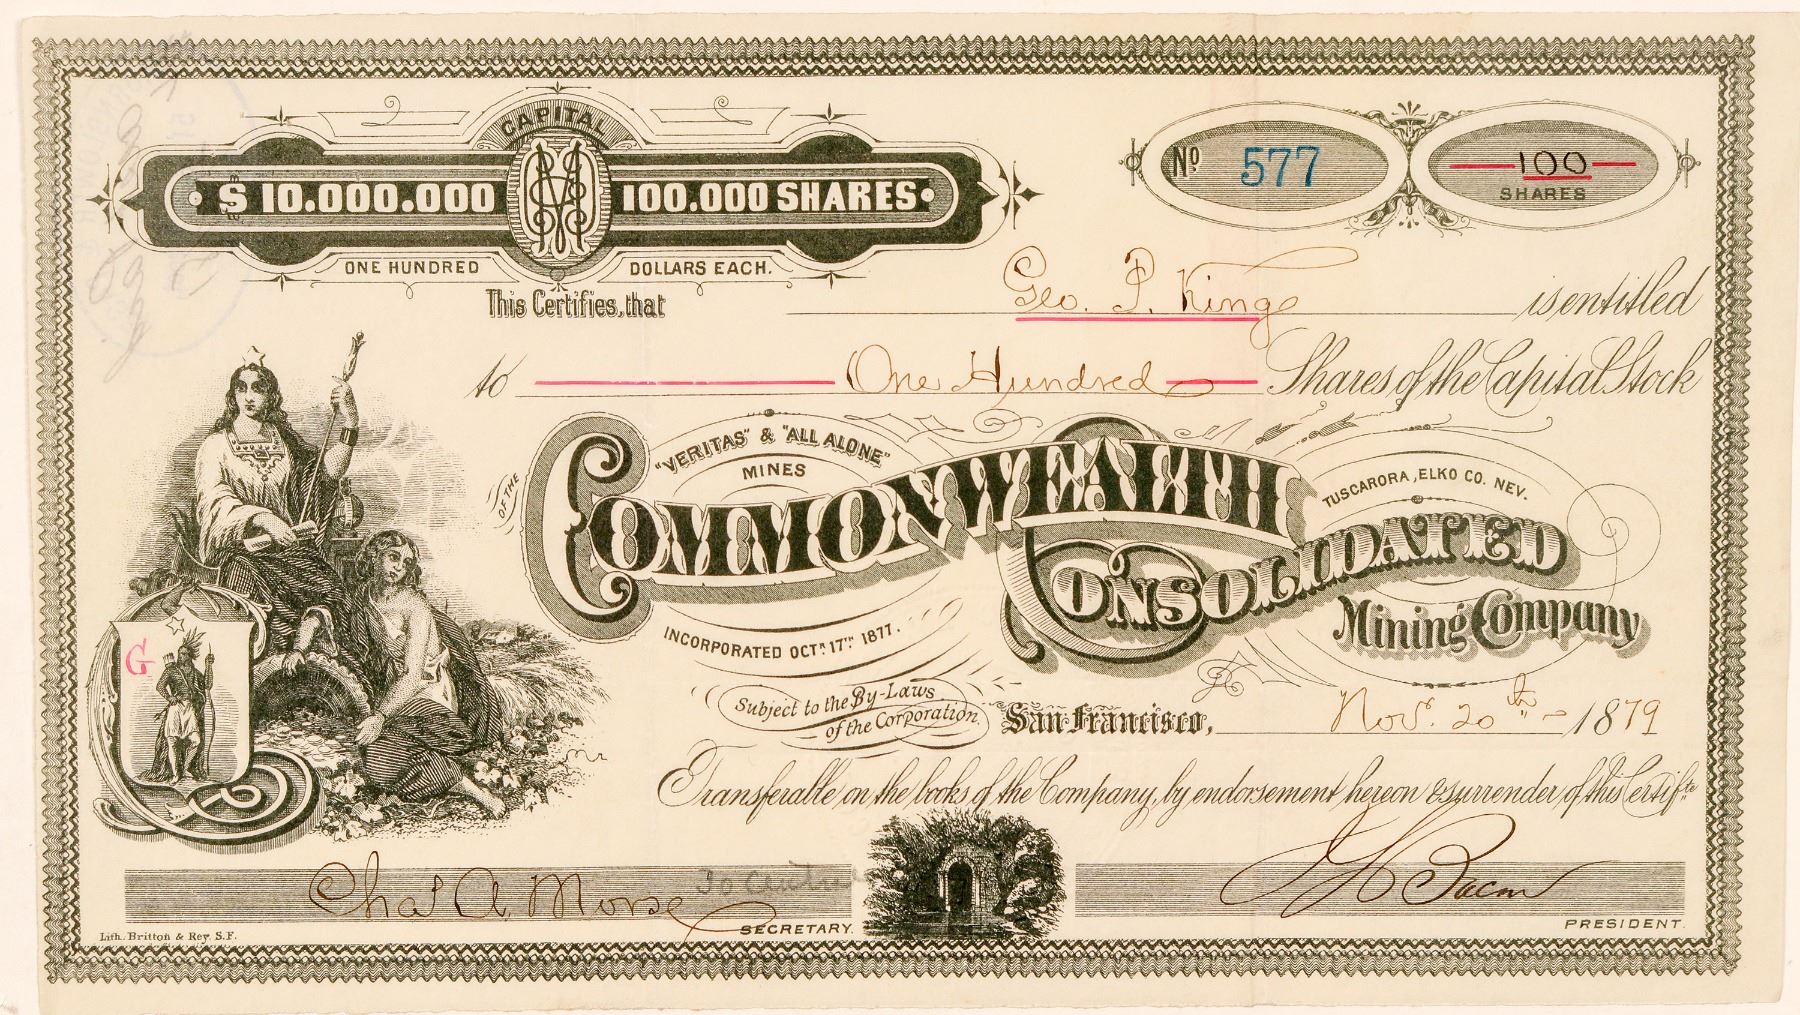 CAPITAL
$ 10.000.000 100.000 SHARES.
ONE HUNDRED DOLLARS EACH.
No 577
100
SHARES
This Certifies, that Geo. P. King is entitled
to One Hundred Shares of the Capital Stock
OF THE
"VERITAS" & "ALL ALONE"
MINES
COMMONWEALTH
CONSOLIDATED
TUSCARORA, ELKO CO. NEV.
Mining Company
INCORPORATED OCTR. 17TH 1877.
Subject to the By-Laws
of the Corporation.
San Francisco, Nov. 20th 1879
Transferable on the books of the Company, by endorsement hereon & surrender of this Certifte
G
Chas A. Morse
SECRETARY.
Bacon
PRESIDENT.
Lith. Britton & Rey. S.F.